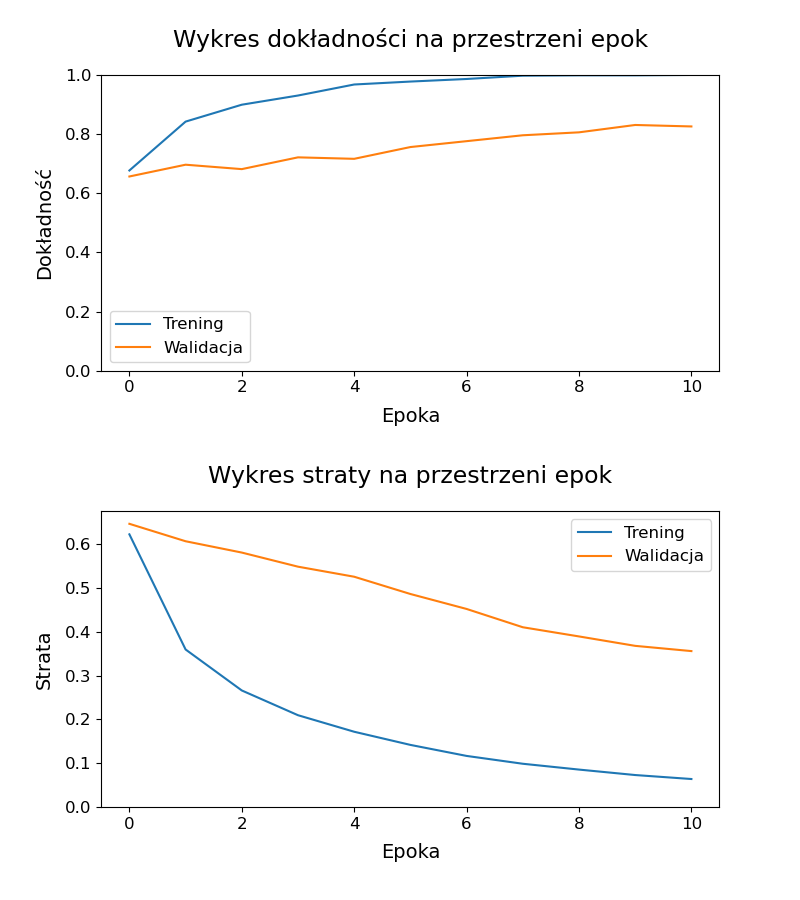 Wykres dokładności na przestrzeni epok
1.0
0.8
0.6
0.4
0.2
0.0
Dokładność
Trening
Walidacja
0 2 4 6 8 10
Epoka
Wykres straty na przestrzeni epok
0.6
0.5
0.4
0.3
0.2
0.1
0.0
Strata
Trening
Walidacja
0 2 4 6 8 10
Epoka